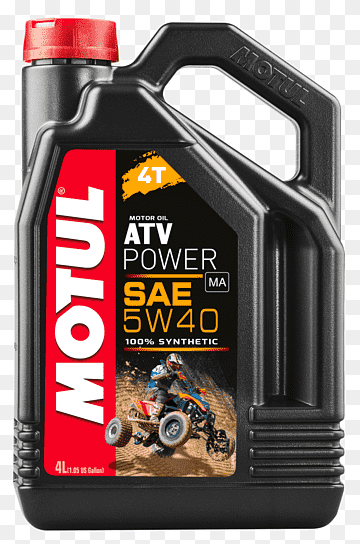 MOTUL
4T
MOTUL®
MOTOR OIL
ATV
POWER
MA
SAE
5W40
100% SYNTHETIC
4L (1.05 US Gallon)